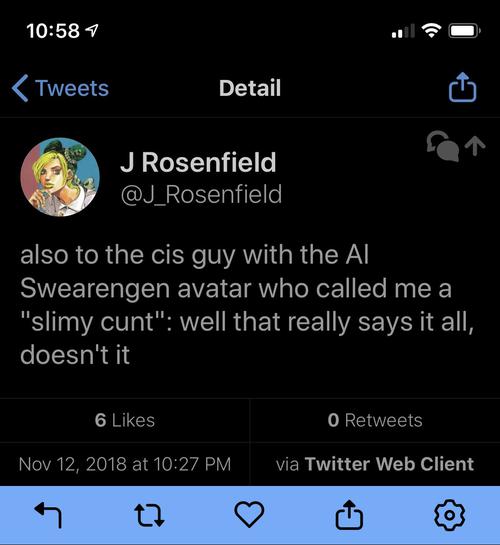 10:58
Tweets
Detail
J Rosenfield
@J_Rosenfield
also to the cis guy with the Al
Swearengen avatar who called me a
"slimy cunt": well that really says it all,
doesn't it
6 Likes
0 Retweets
Nov 12, 2018 at 10:27 PM
via Twitter Web Client